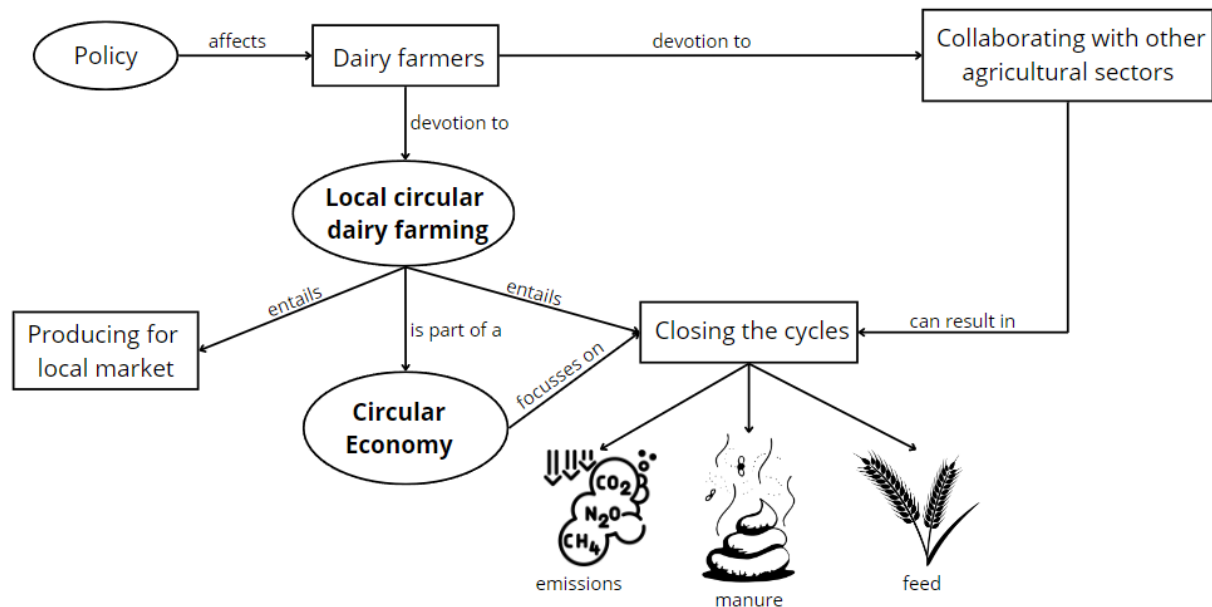 Policy
affects
Dairy farmers
devotion to
Collaborating with other
agricultural sectors
devotion to
Local circular
dairy farming
entails
is part of a
entails
can result in
Producing for
local market
Closing the cycles
focusses on
Circular
Economy
CO2
N2O
CH4
emissions
manure
feed